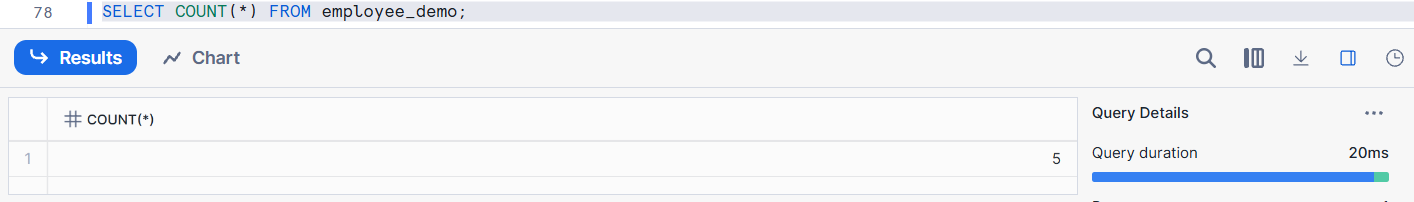 78 SELECT COUNT(*) FROM employee_demo;
Results Chart
COUNT(*) Query Details
1 5 Query duration 20ms